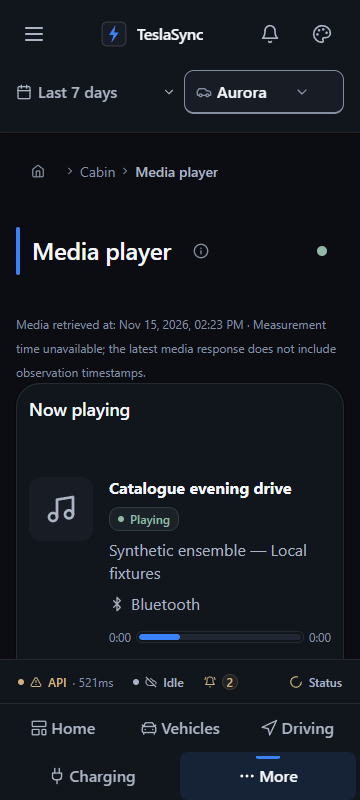 TeslaSync
Last 7 days
Aurora
Cabin
Media player
Media player
Media retrieved at: Nov 15, 2026, 02:23 PM · Measurement
time unavailable; the latest media response does not include
observation timestamps.
Now playing
Catalogue evening drive
Playing
Synthetic ensemble — Local
fixtures
Bluetooth
0:00 0:00
API · 521ms Idle 2 Status
Home Vehicles Driving
Charging More